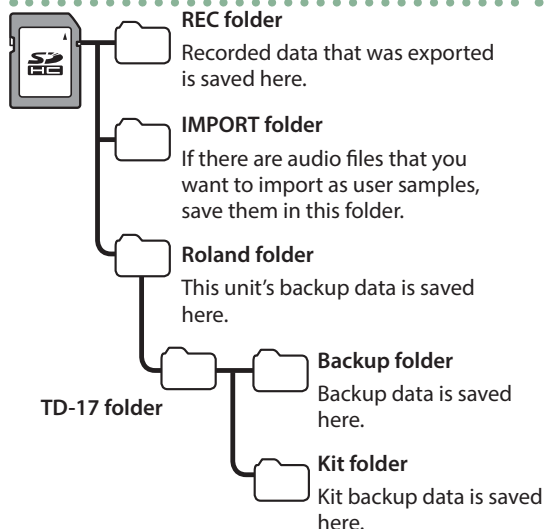 SD
HC
REC folder
Recorded data that was exported
is saved here.
IMPORT folder
If there are audio files that you
want to import as user samples,
save them in this folder.
Roland folder
This unit's backup data is saved
here.
TD-17 folder
Backup folder
Backup data is saved
here.
Kit folder
Kit backup data is saved
here.